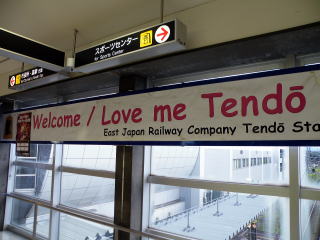 スポーツセンター
for Sports Center
Welcome / Love me Tendō
East Japan Railway Company Tendō Sta